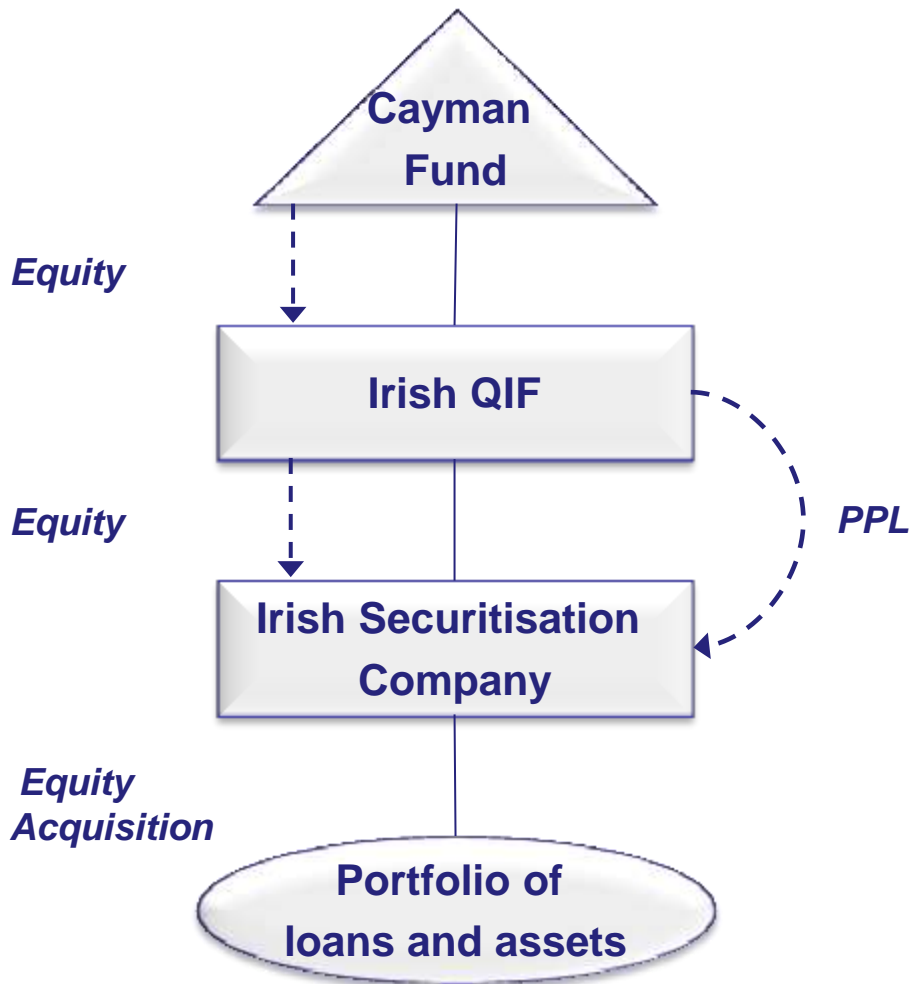 Cayman
Fund
Equity
Irish QIF
Equity
PPL
Irish Securitisation
Company
Equity
Acquisition
Portfolio of
loans and assets